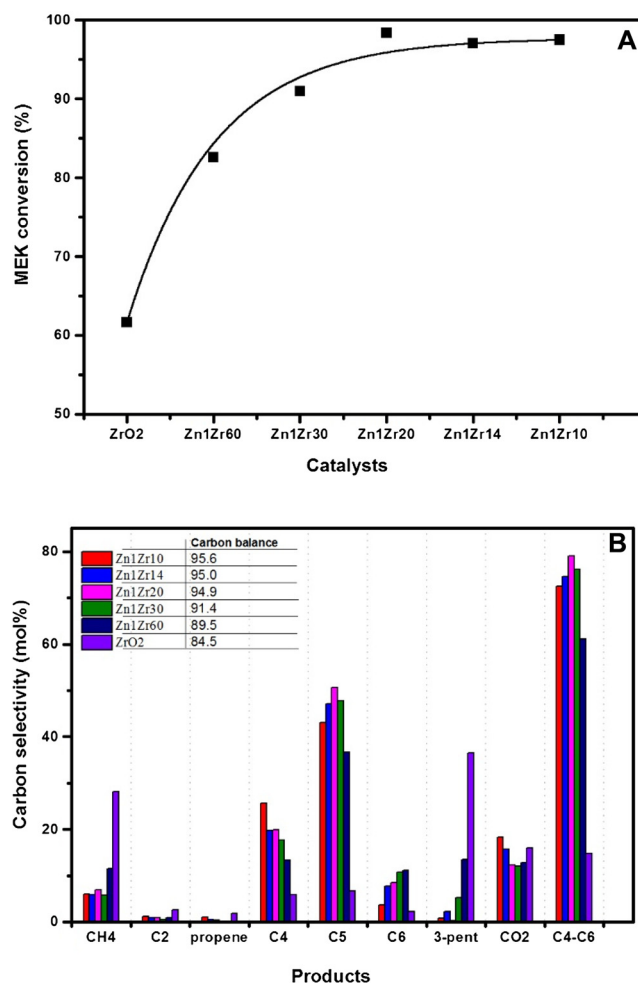 A
MEK conversion (%)
100
90
80
70
60
50
ZrO2 Zn1Zr60 Zn1Zr30 Zn1Zr20 Zn1Zr14 Zn1Zr10
Catalysts
B
Carbon selectivity (mol%)
80
60
40
20
0
Carbon balance
Zn1Zr10 95.6
Zn1Zr14 95.0
Zn1Zr20 94.9
Zn1Zr30 91.4
Zn1Zr60 89.5
ZrO2 84.5
CH4 C2 propene C4 C5 C6 3-pent CO2 C4-C6
Products